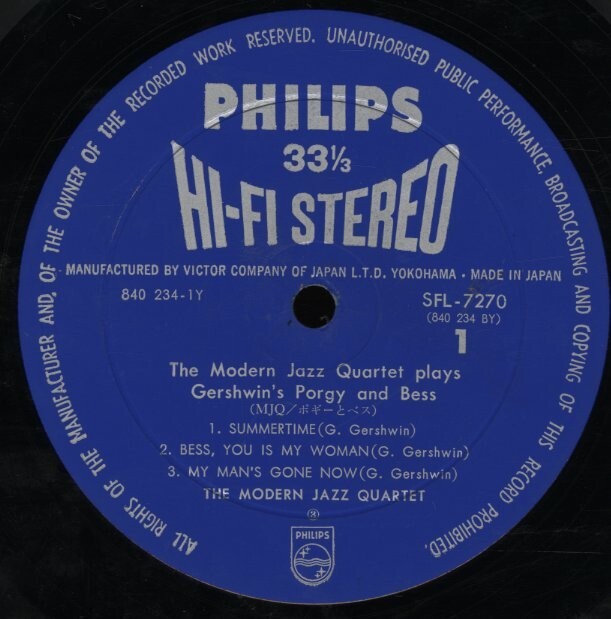 ALL RIGHTS OF THE MANUFACTURER AND, OF THE OWNER OF THE RECORDED WORK RESERVED. UNAUTHORISED PUBLIC PERFORMANCE, BROADCASTING AND COPYING OF THIS RECORD PROHIBITED.
PHILIPS
33⅓
HI-FI STEREO
MANUFACTURED BY VICTOR COMPANY OF JAPAN L.T.D. YOKOHAMA • MADE IN JAPAN
840 234-1Y
SFL-7270
(840 234 BY)
1
The Modern Jazz Quartet plays
Gershwin's Porgy and Bess
(MJQ/ポギーとベス)
1. SUMMERTIME(G. Gershwin)
2. BESS, YOU IS MY WOMAN(G. Gershwin)
3. MY MAN'S GONE NOW(G. Gershwin)
THE MODERN JAZZ QUARTET
PHILIPS